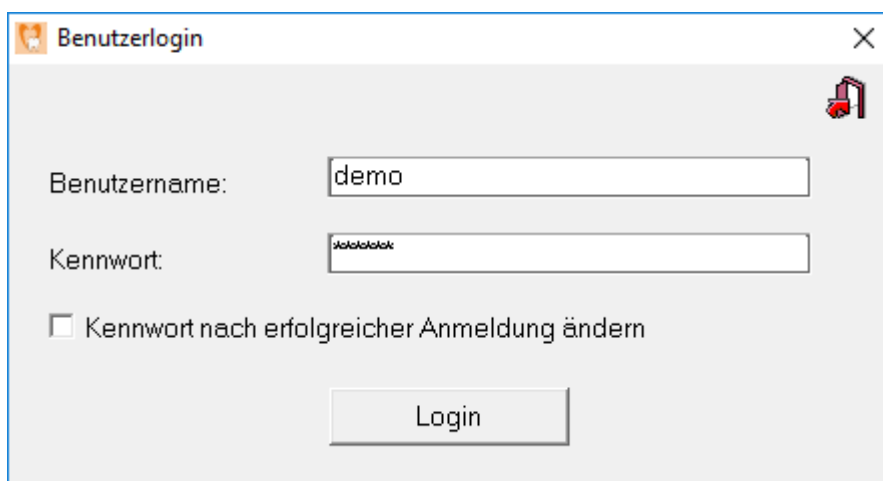 Benutzerlogin
Benutzername: demo
Kennwort: ******
Kennwort nach erfolgreicher Anmeldung ändern
Login